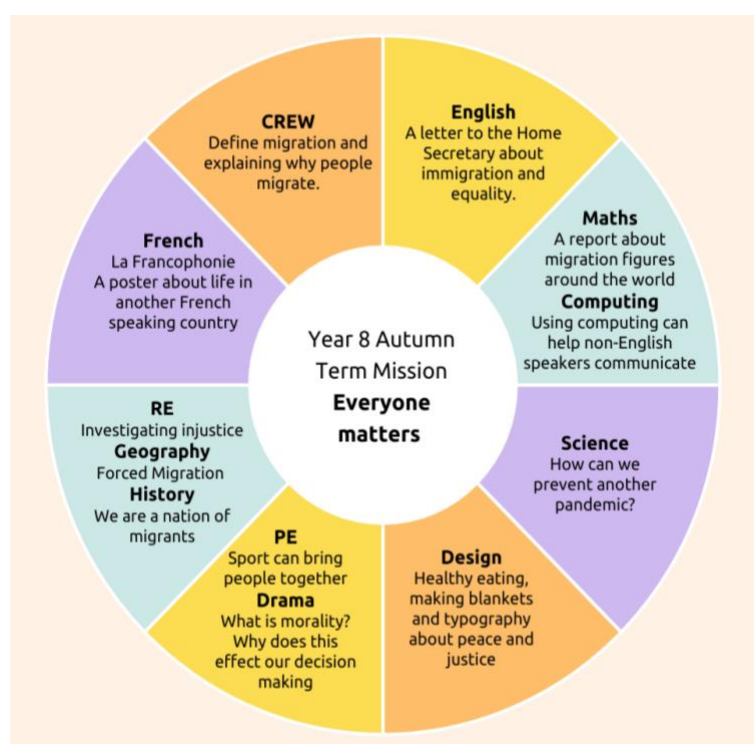 Year 8 Autumn
Term Mission
Everyone
matters
English
A letter to the Home
Secretary about
immigration and
equality.
Maths
A report about
migration figures
around the world
Computing
Using computing can
help non-English
speakers communicate
Science
How can we
prevent another
pandemic?
Design
Healthy eating,
making blankets
and typography
about peace and
justice
PE
Sport can bring
people together
Drama
What is morality?
Why does this
effect our decision
making
RE
Investigating injustice
Geography
Forced Migration
History
We are a nation of
migrants
French
La Francophonie
A poster about life in
another French
speaking country
CREW
Define migration and
explaining why people
migrate.